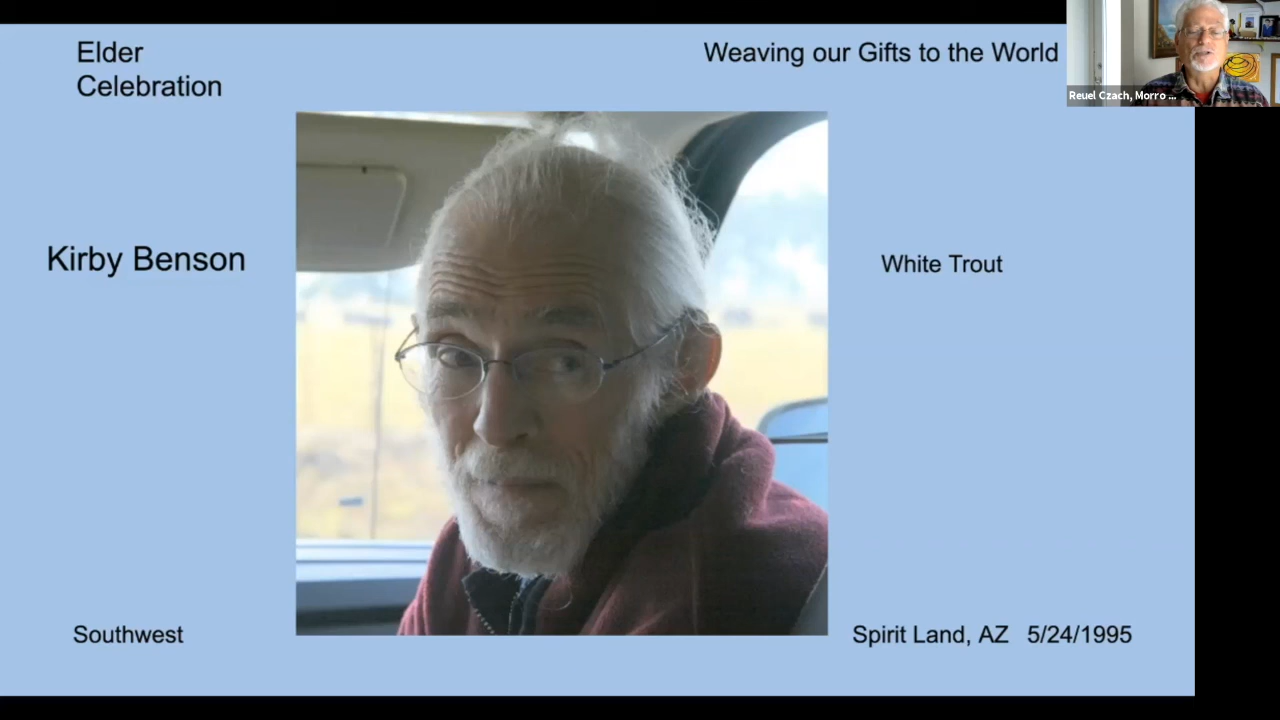 Elder
Celebration
Weaving our Gifts to the World
Reuel Czach, Morro ...
Kirby Benson
White Trout
Southwest
Spirit Land, AZ 5/24/1995